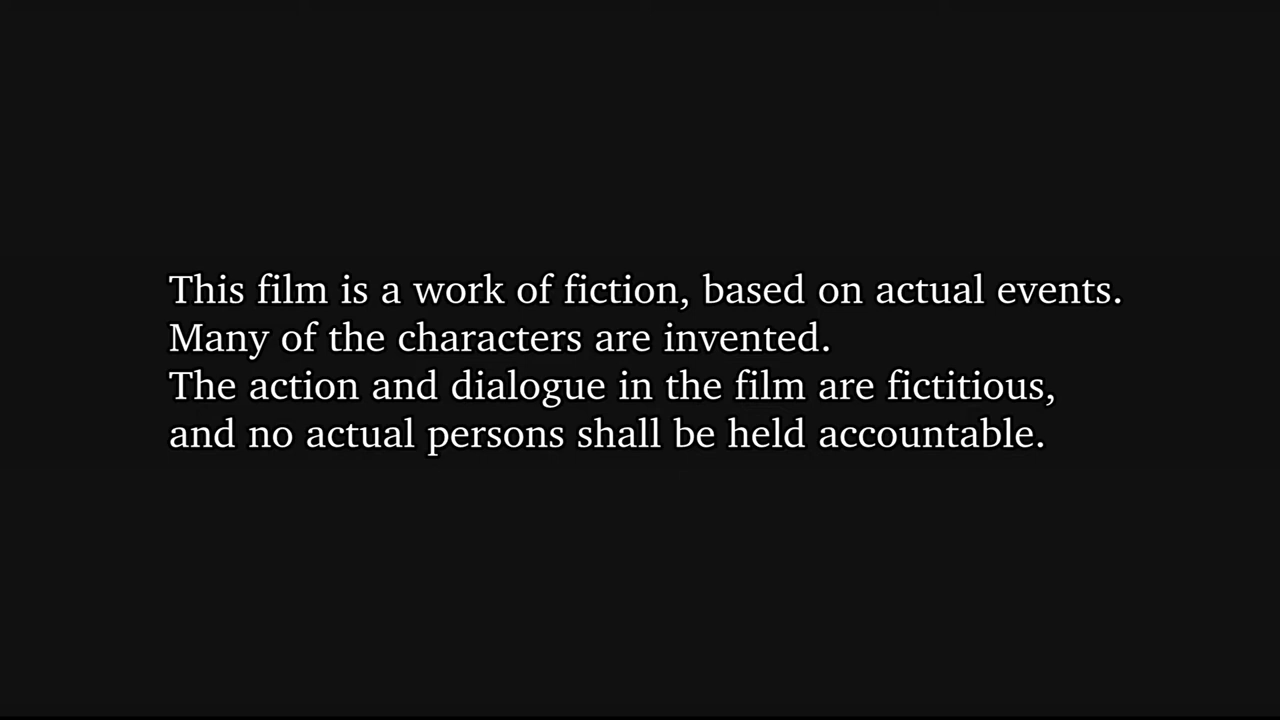 This film is a work of fiction, based on actual events.
Many of the characters are invented.
The action and dialogue in the film are fictitious,
and no actual persons shall be held accountable.